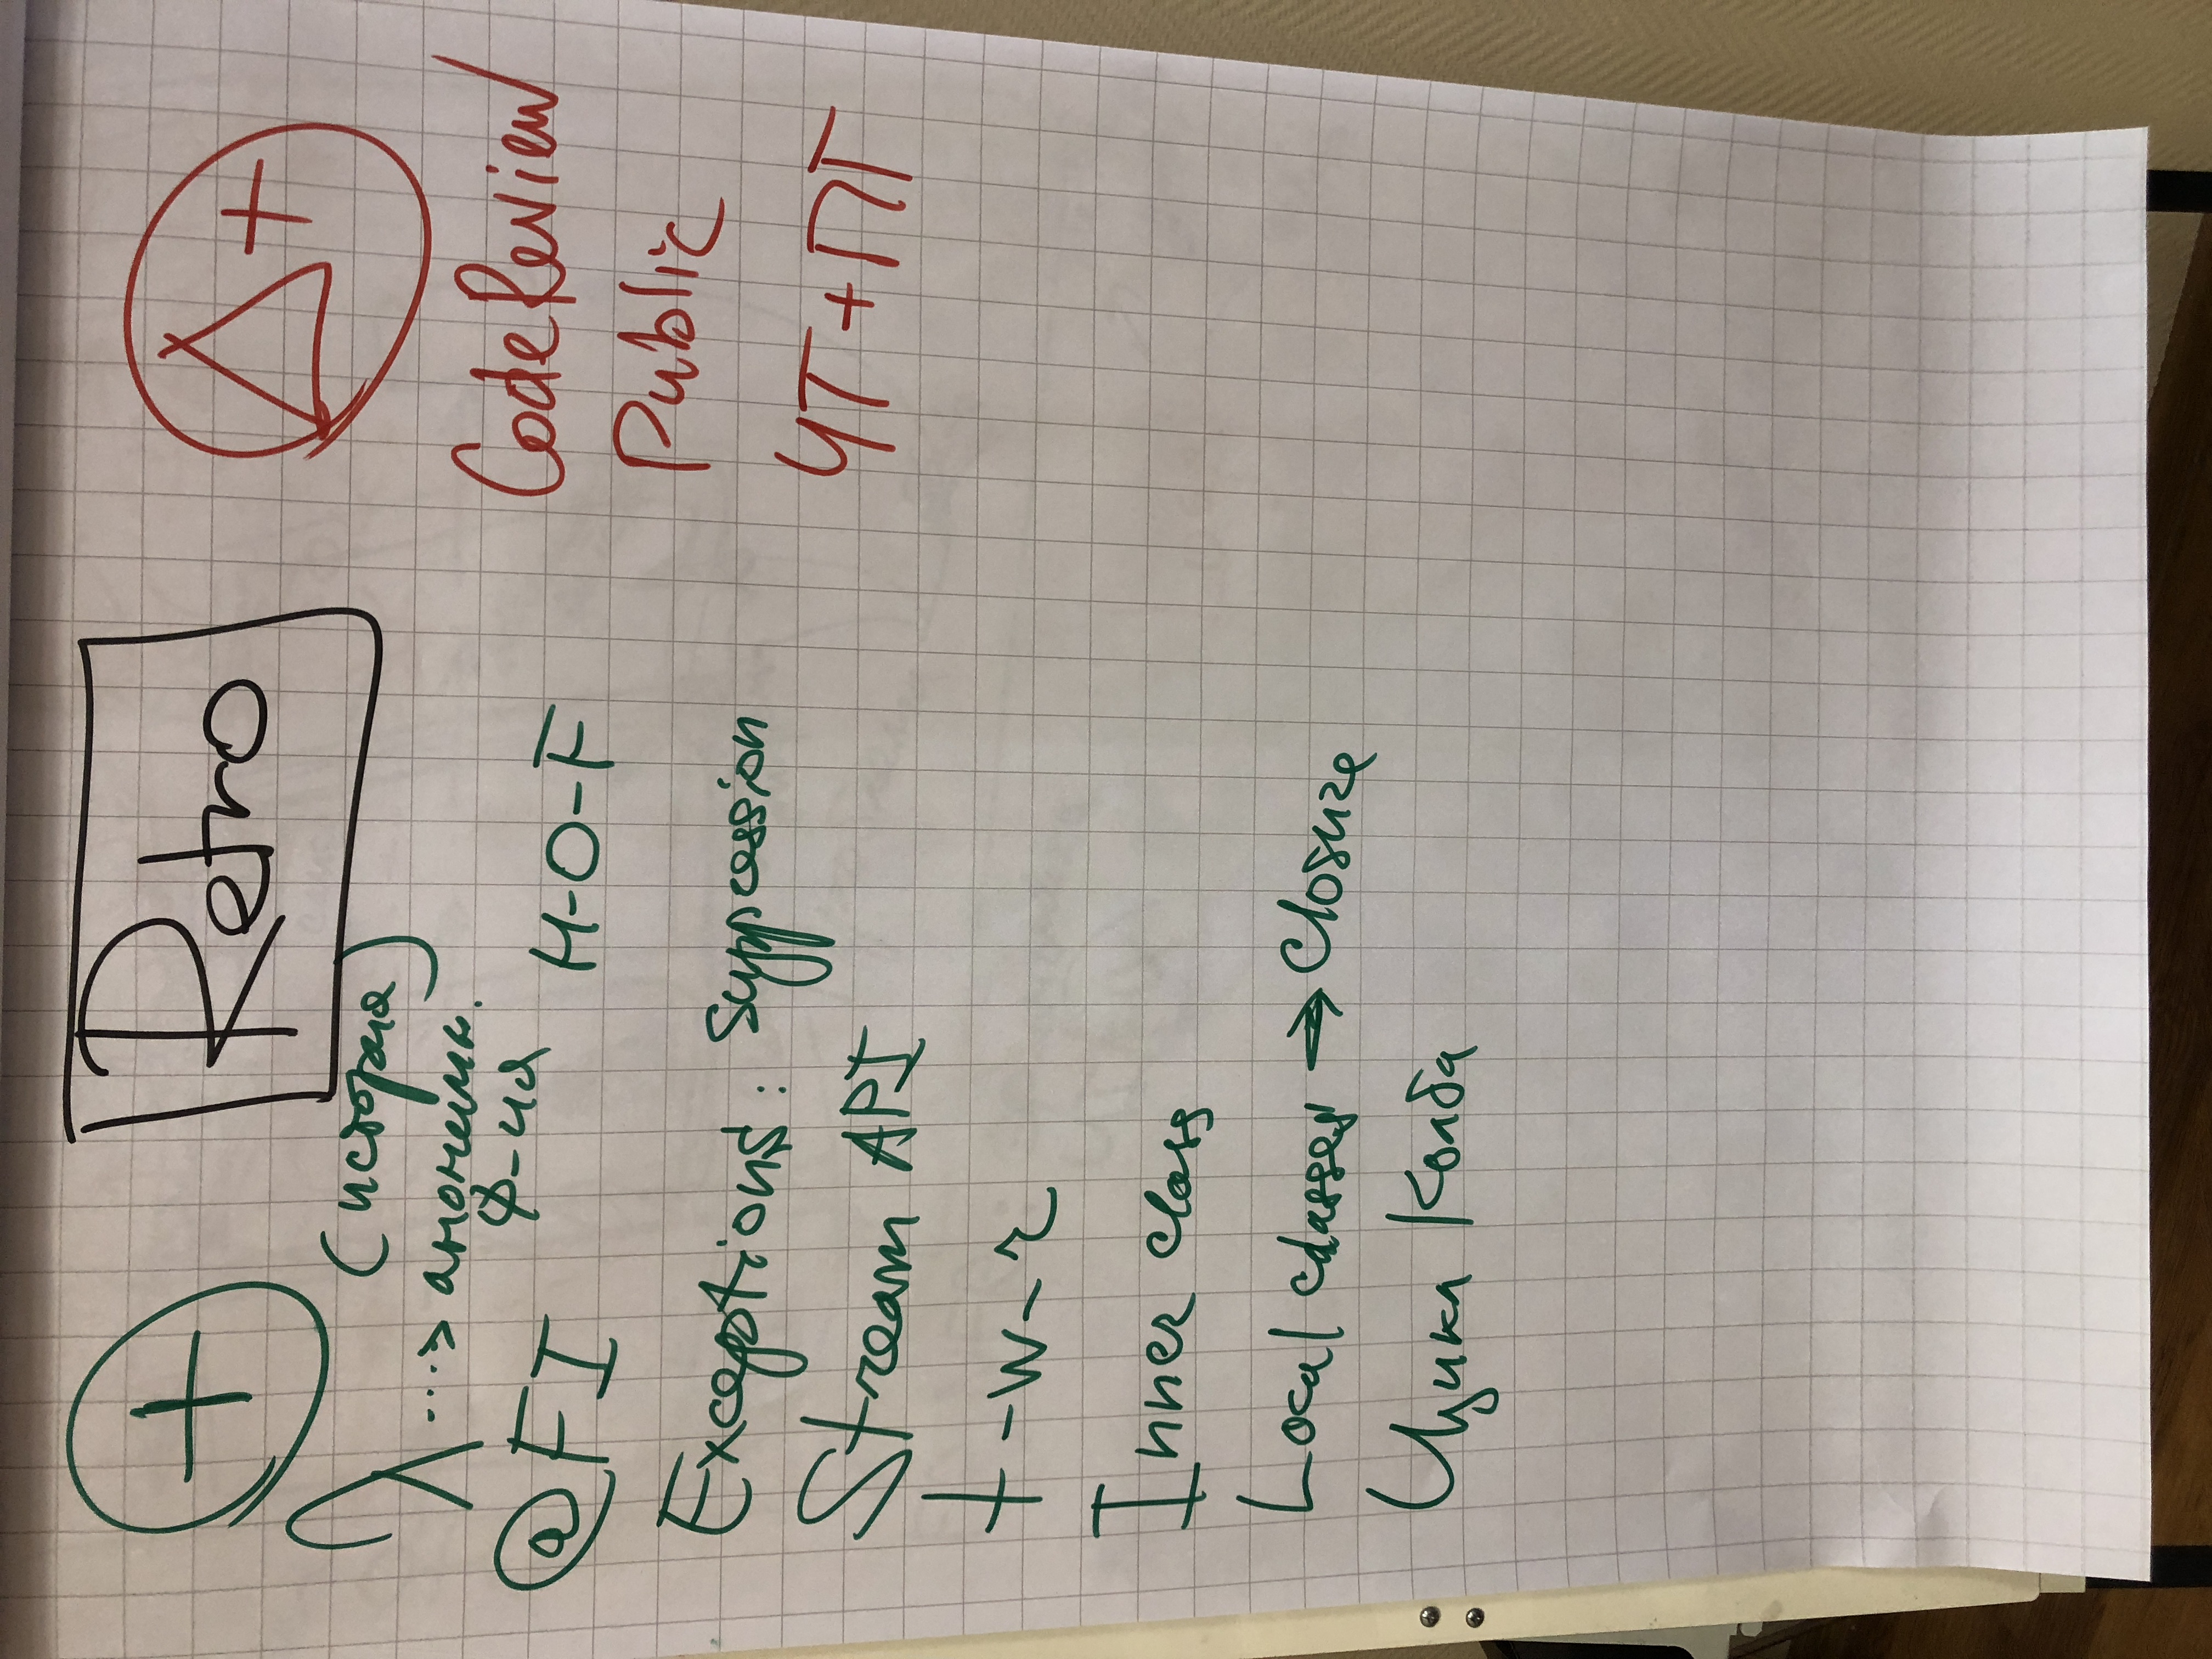 +
Retro
Δ+
λ ...> (история)
анонимн.
ф-ия
@FI
H-O-F
Exceptions: Suppression
Stream API
t-w-r
Inner class
Local classes → Closure
Цикл Колба
Code Review
Public
ЧТ+ПТ